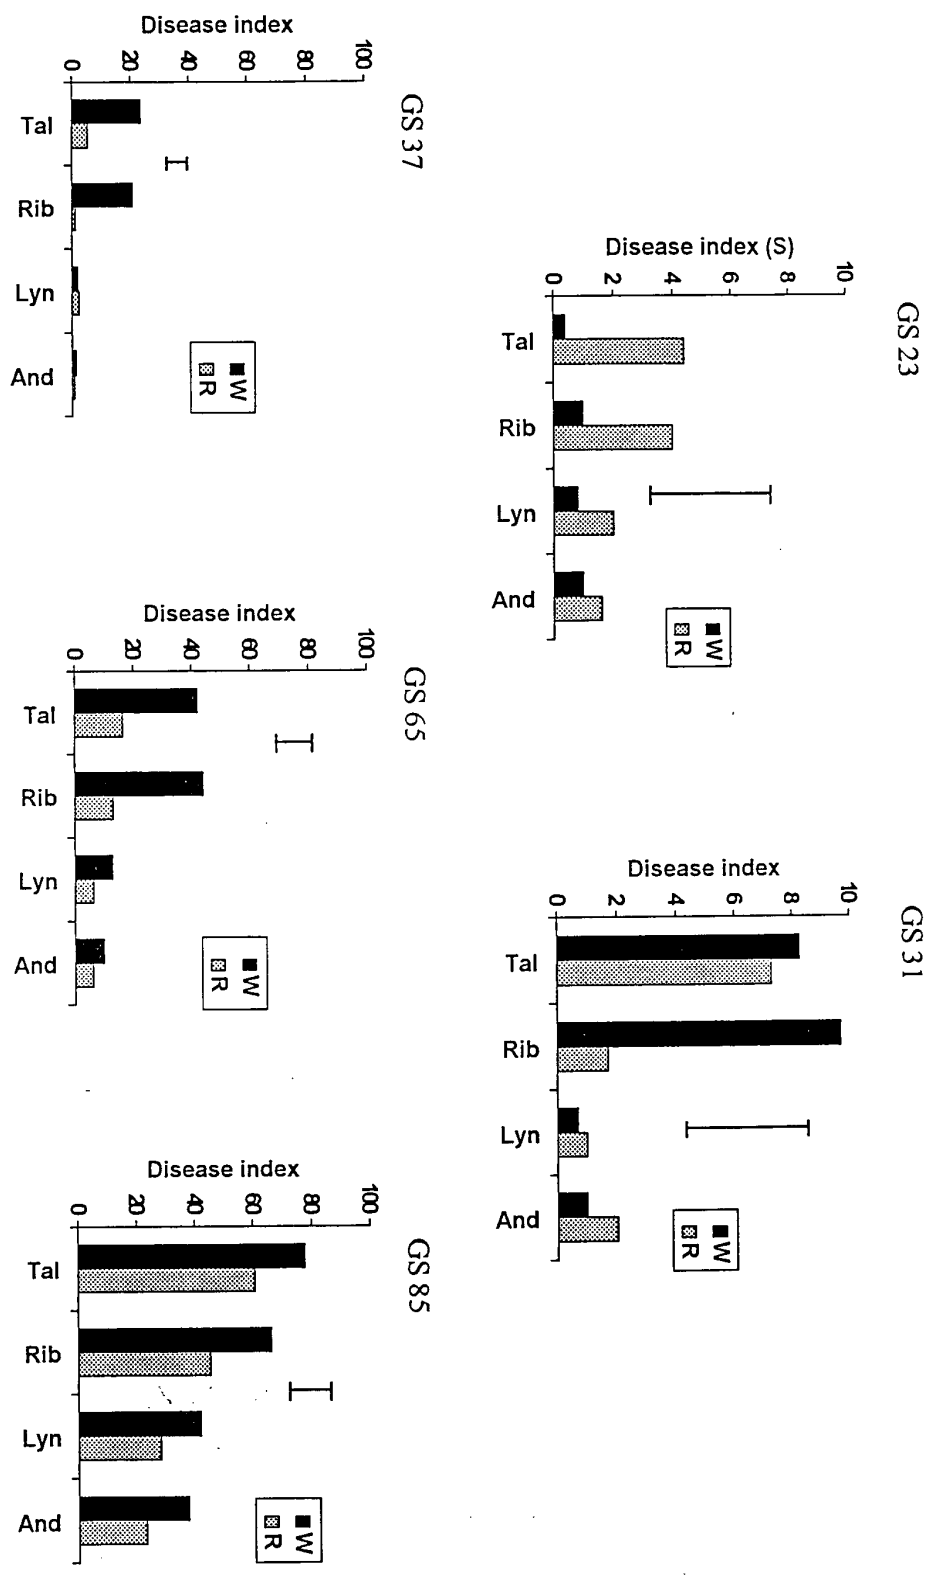 GS 23
Disease index (S)
0 2 4 6 8 10
Tal
Rib
Lyn
And
W
R
GS 31
Disease index
0 2 4 6 8 10
Tal
Rib
Lyn
And
W
R
GS 37
Disease index
0 20 40 60 80 100
Tal
Rib
Lyn
And
W
R
GS 65
Disease index
0 20 40 60 80 100
Tal
Rib
Lyn
And
W
R
GS 85
Disease index
0 20 40 60 80 100
Tal
Rib
Lyn
And
W
R